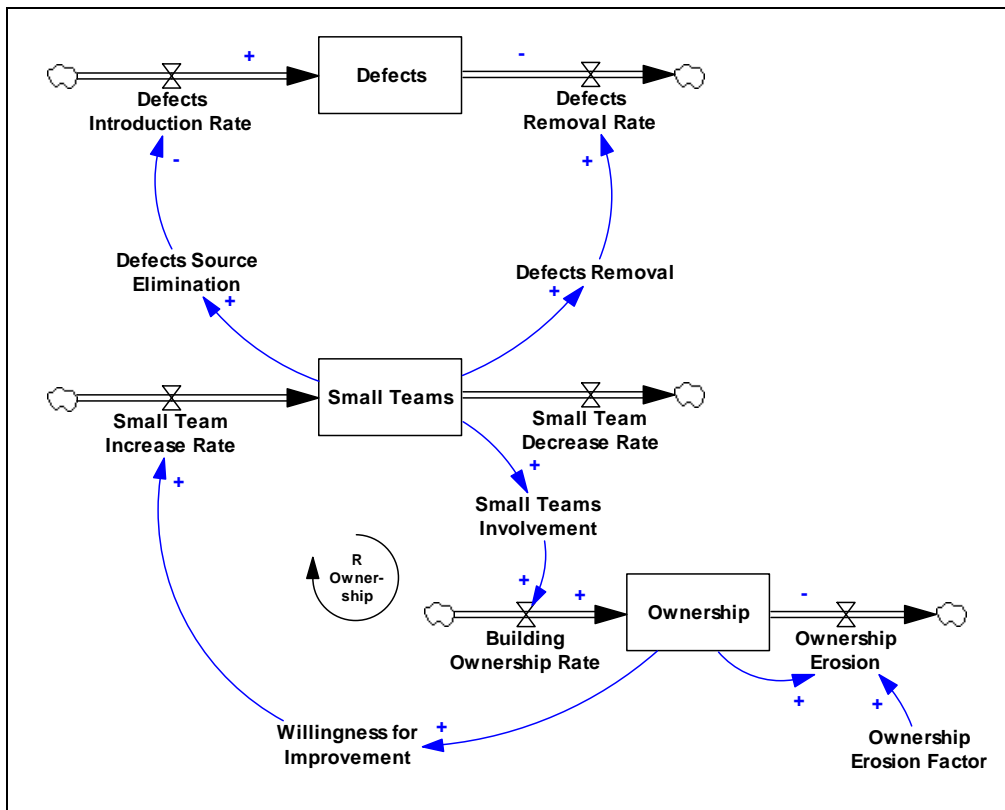 +
-
Defects
Defects
Introduction Rate
Defects
Removal Rate
-
+
Defects Source
Elimination
Defects Removal
+
+
Small Teams
Small Team
Increase Rate
Small Team
Decrease Rate
+
+
Small Teams
Involvement
R
Owner-
ship
+
+
-
Ownership
Building
Ownership Rate
Ownership
Erosion
+
+
+
Willingness for
Improvement
Ownership
Erosion Factor